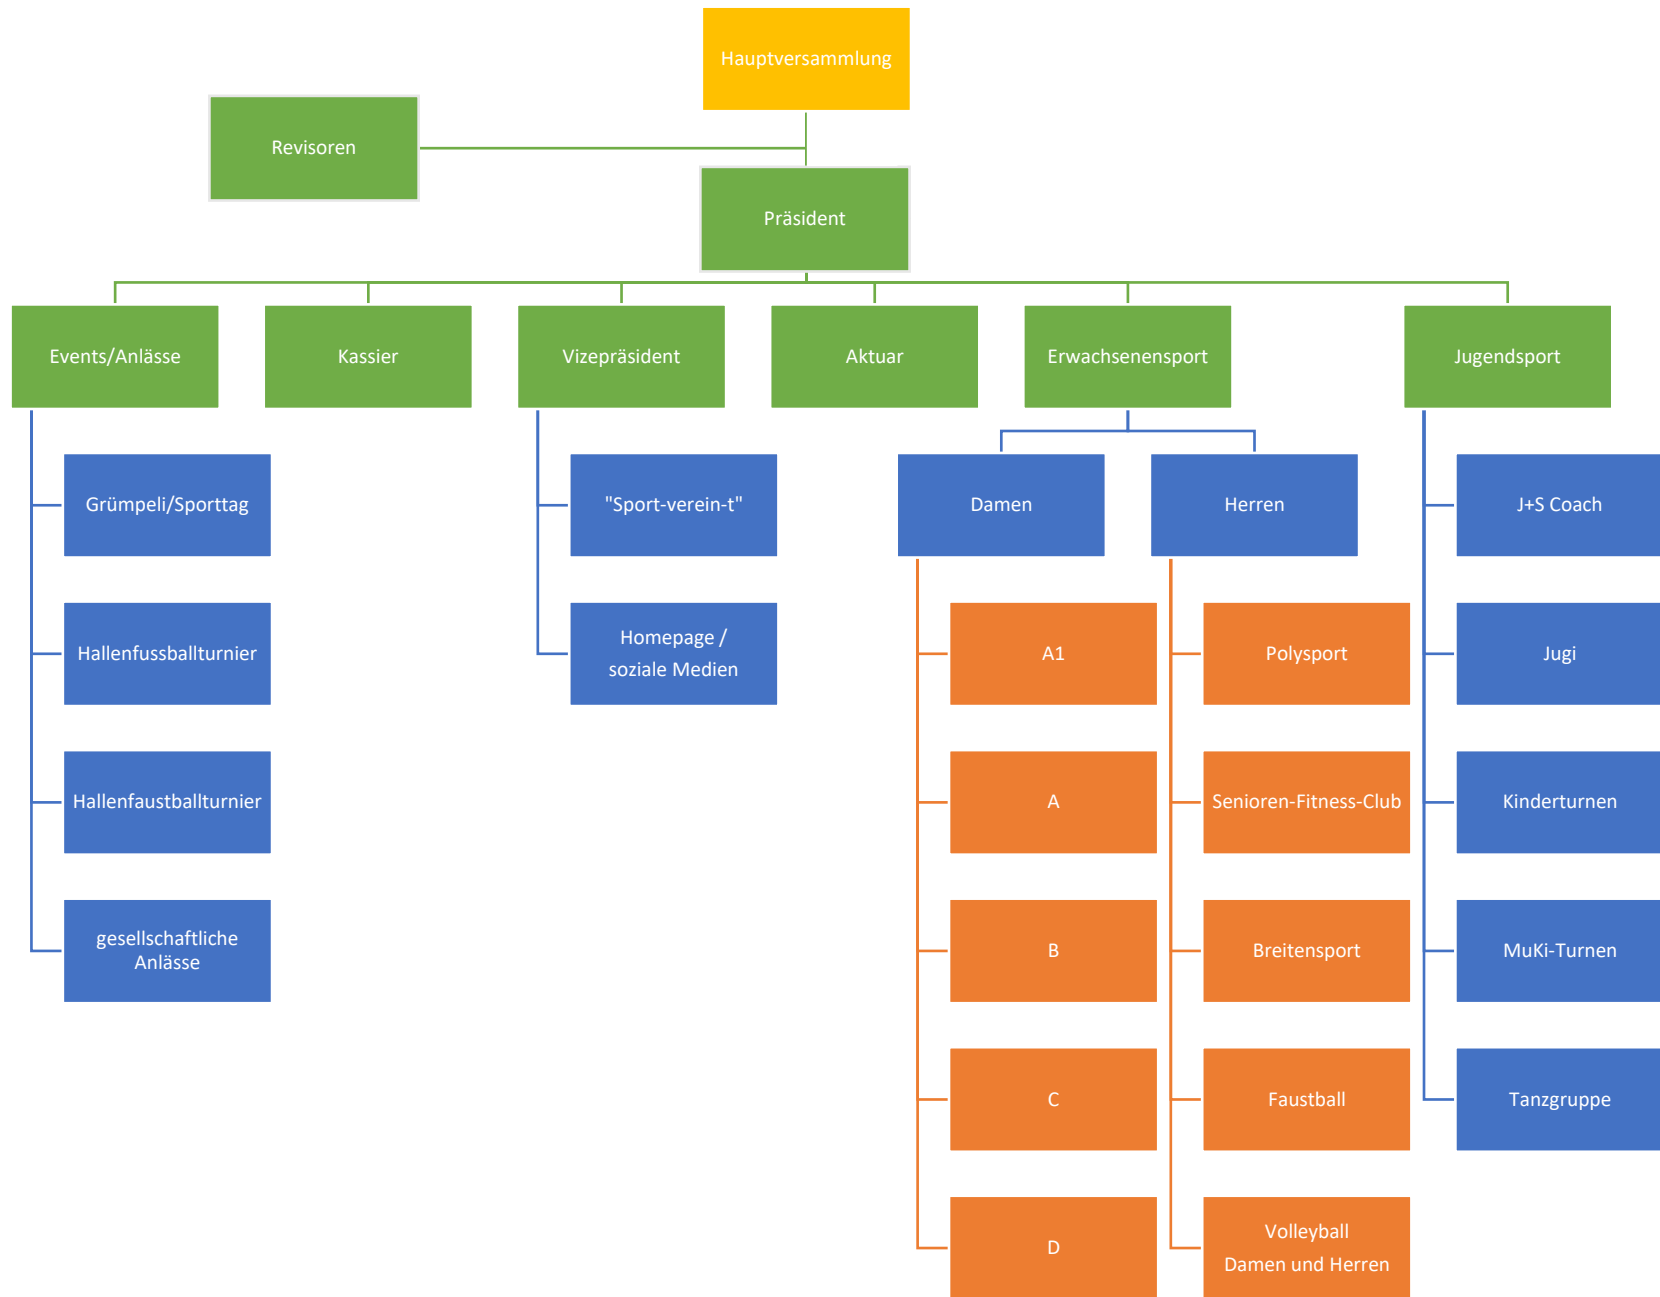 Hauptversammlung
Revisoren
Präsident
Events/Anlässe
Kassier
Vizepräsident
Aktuar
Erwachsenensport
Jugendsport
Grümpeli/Sporttag
"Sport-verein-t"
Damen
Herren
J+S Coach
Hallenfussballturnier
Homepage /
soziale Medien
A1
Polysport
Jugi
Hallenfaustballturnier
A
Senioren-Fitness-Club
Kinderturnen
gesellschaftliche
Anlässe
B
Breitensport
MuKi-Turnen
C
Faustball
Tanzgruppe
D
Volleyball
Damen und Herren